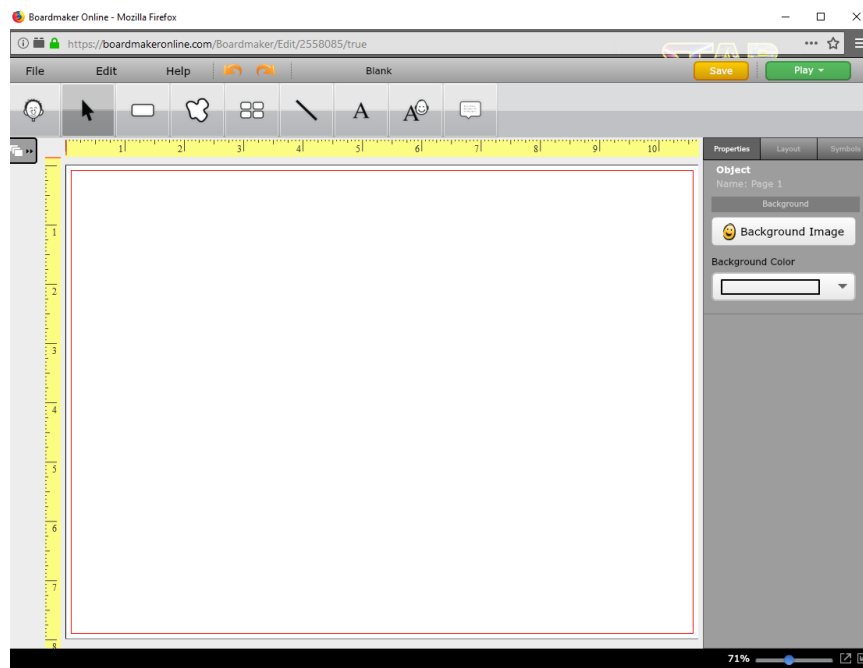 Boardmaker Online - Mozilla Firefox
https://boardmakeronline.com/Boardmaker/Edit/2558085/true
File Edit Help Blank Save Play
A A
1 2 3 4 5 6 7 8 9 10
Properties Layout Symbols
Object
Name: Page 1
Background
Background Image
Background Color
1
2
3
4
5
6
7
8
71%